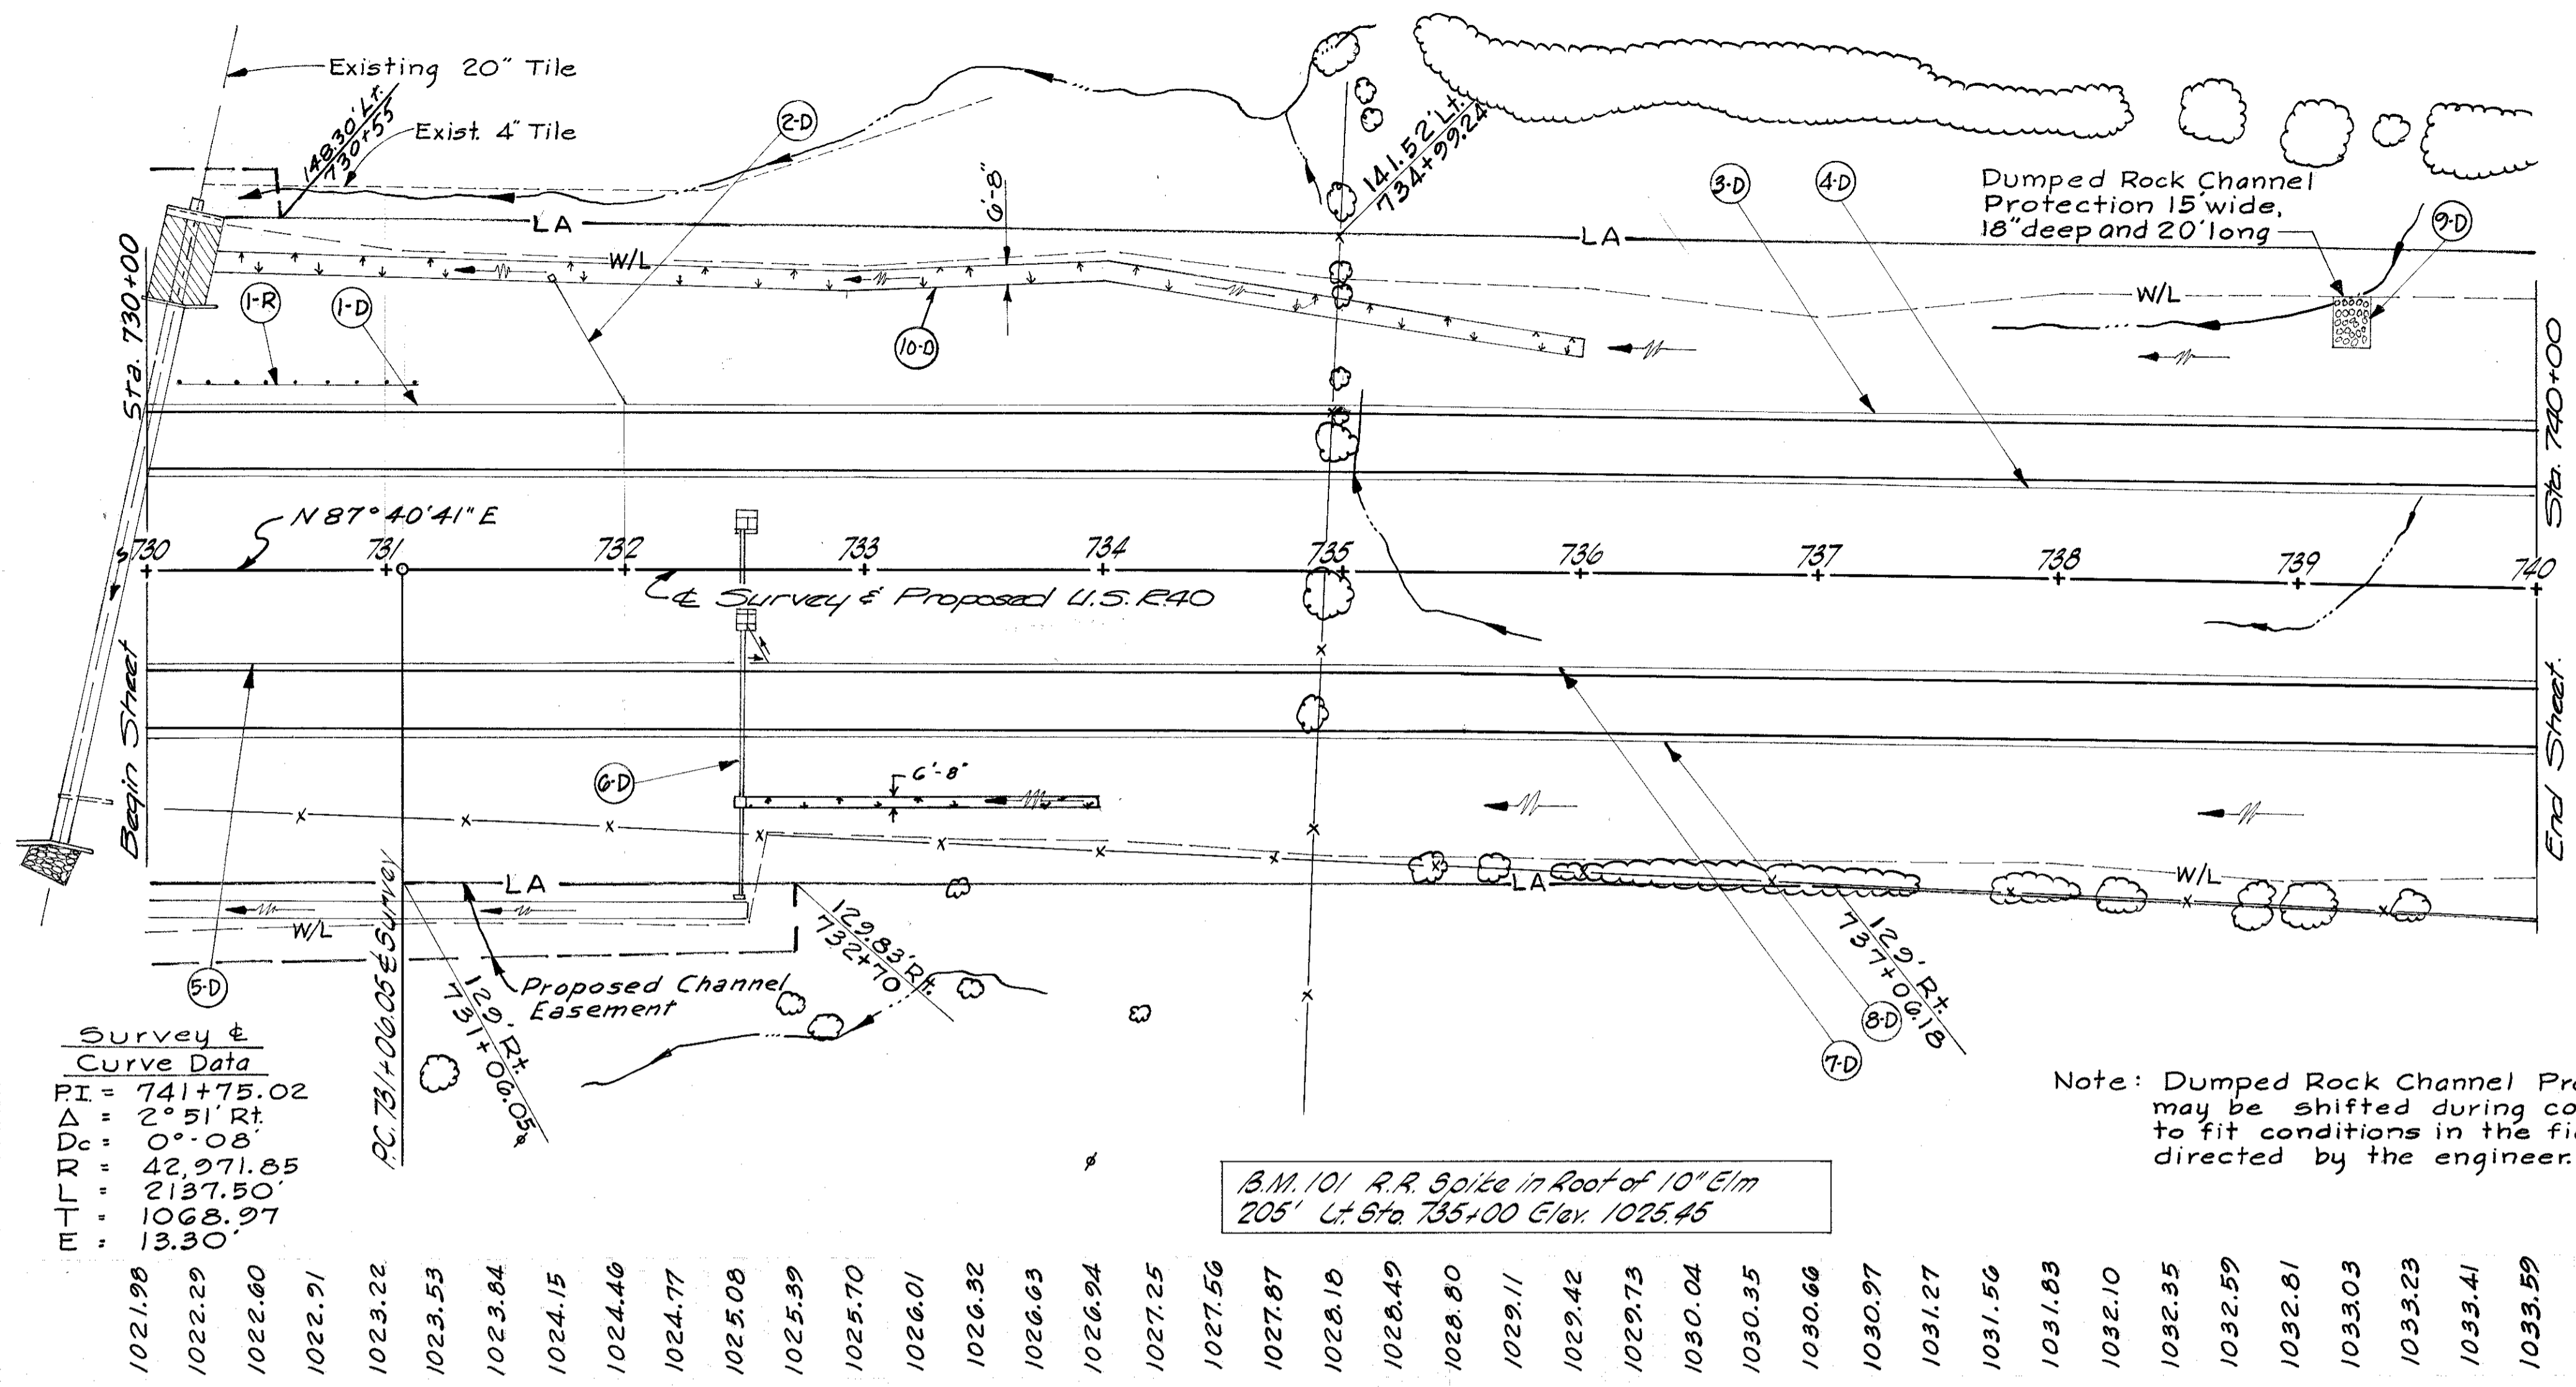 Existing 20" Tile
148.30' Lt.
730+55
Exist. 4" Tile
2-D
6'-8"
141.52' Lt.
734+99.24
3-D
4-D
Dumped Rock Channel
Protection 15' wide,
18" deep and 20' long
9-D
LA
LA
W/L
W/L
Sta. 730+00
1-R
1-D
10-D
Sta. 740+00
N 87° 40' 41" E
730
731
732
733
734
735
736
737
738
739
740
℄ Survey & Proposed U.S.R.40
Begin Sheet
End Sheet
6-D
6'-8"
LA
LA
W/L
W/L
5-D
P.C. 731+06.05 ℄ Survey
129' Rt.
731+06.05
Proposed Channel
Easement
129.83' Rt.
732+70
129' Rt.
737+06.18
8-D
7-D
Survey ℄
Curve Data
P.I. = 741+75.02
Δ = 2° 51' Rt.
Dc = 0°-08'
R = 42,971.85
L = 2137.50'
T = 1068.97
E = 13.30'
Note: Dumped Rock Channel Pro
may be shifted during co
to fit conditions in the fie
directed by the engineer.
B.M. 101 R.R. Spike in Root of 10" Elm
205' Lt. Sta. 735+00 Elev. 1025.45
1021.98
1022.29
1022.60
1022.91
1023.22
1023.53
1023.84
1024.15
1024.46
1024.77
1025.08
1025.39
1025.70
1026.01
1026.32
1026.63
1026.94
1027.25
1027.56
1027.87
1028.18
1028.49
1028.80
1029.11
1029.42
1029.73
1030.04
1030.35
1030.66
1030.97
1031.27
1031.56
1031.83
1032.10
1032.35
1032.59
1032.81
1033.03
1033.23
1033.41
1033.59